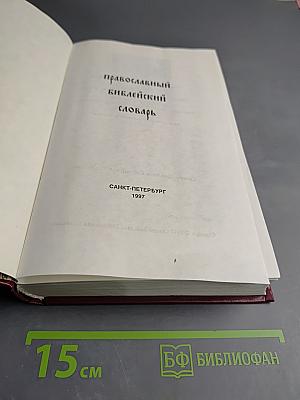 православный
библейский
словарь
САНКТ-ПЕТЕРБУРГ
1997
15 см
БФ БИБЛИОФАН